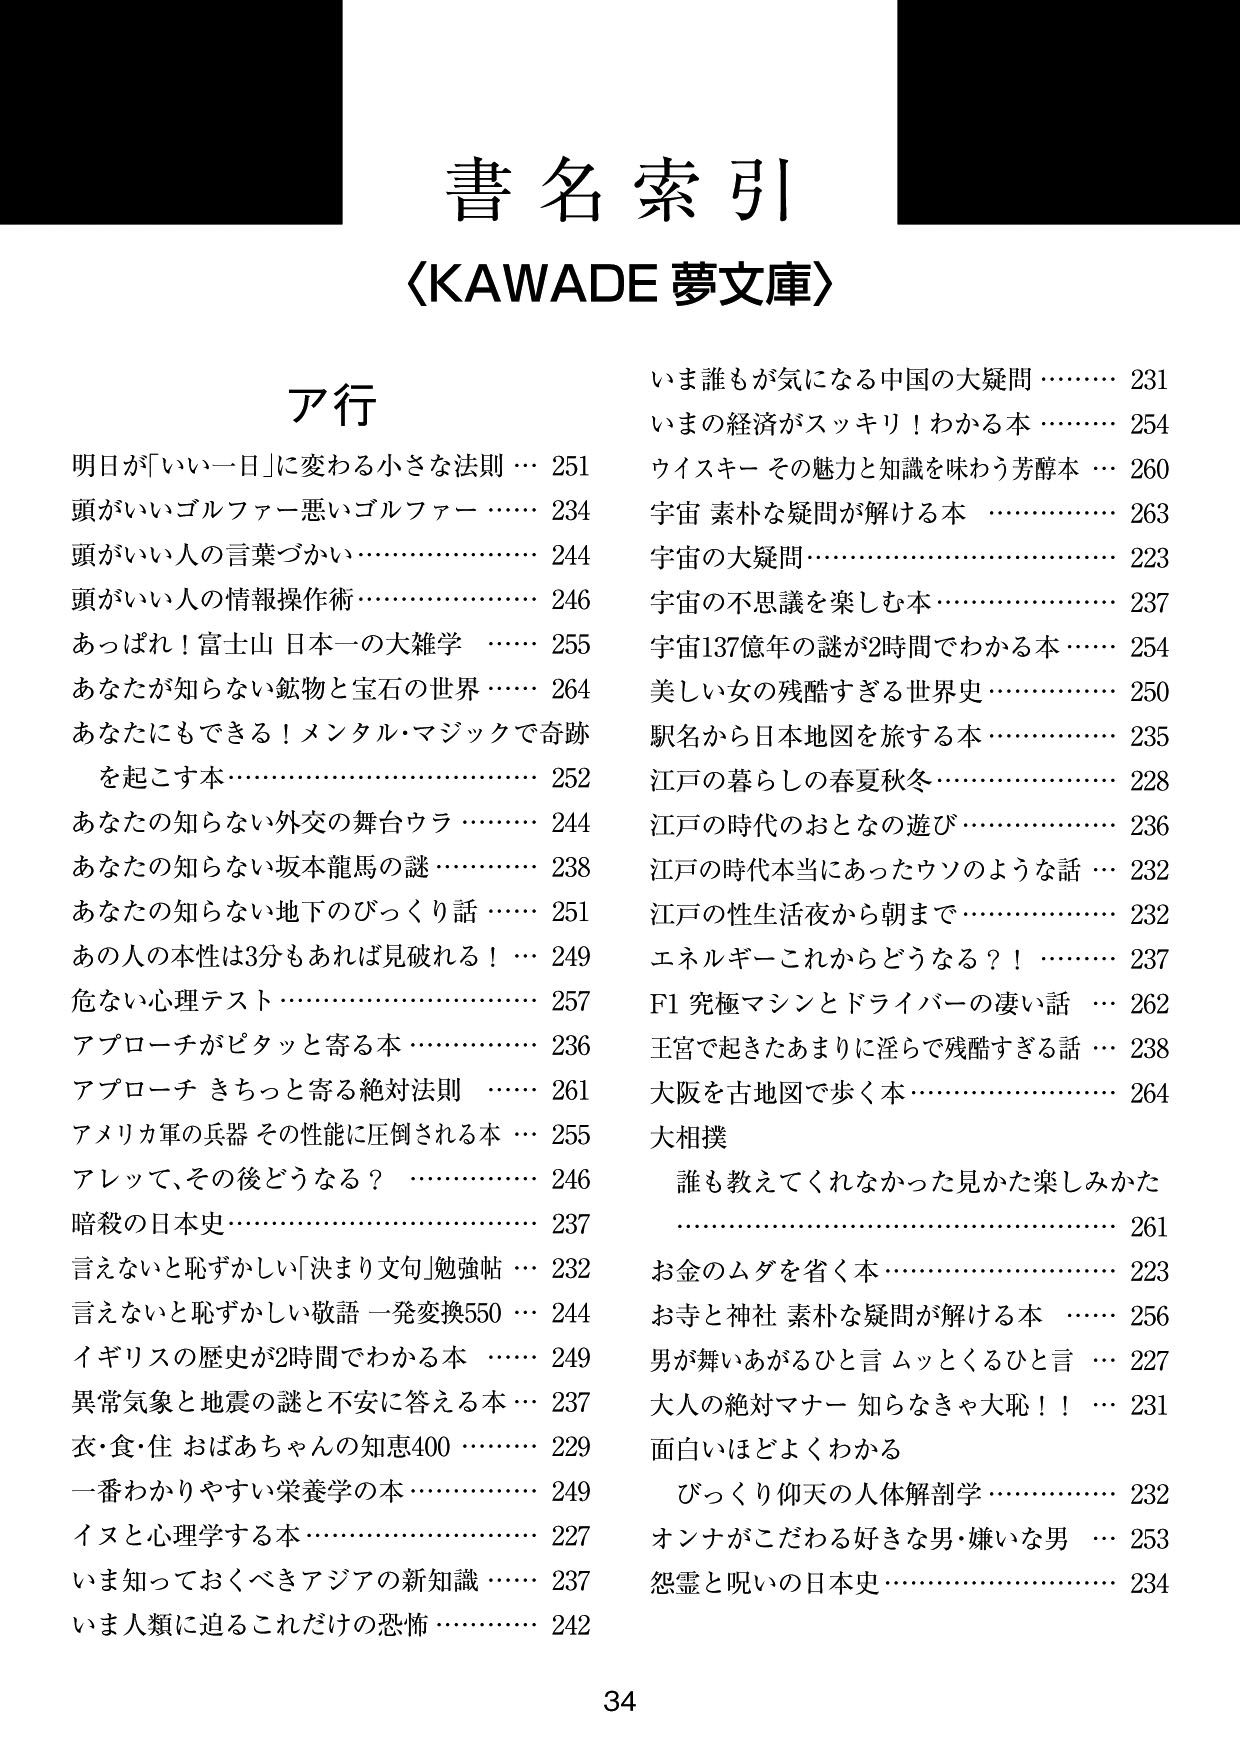 書名索引
〈KAWADE 夢文庫〉
ア行
明日が「いい一日」に変わる小さな法則 … 251
頭がいいゴルファー悪いゴルファー …… 234
頭がいい人の言葉づかい………………… 244
頭がいい人の情報操作術………………… 246
あっぱれ！富士山 日本一の大雑学 …… 255
あなたが知らない鉱物と宝石の世界 …… 264
あなたにもできる！メンタル・マジックで奇跡
を起こす本……………………………… 252
あなたの知らない外交の舞台ウラ ……… 244
あなたの知らない坂本龍馬の謎………… 238
あなたの知らない地下のびっくり話 …… 251
あの人の本性は3分もあれば見破れる！ … 249
危ない心理テスト………………………… 257
アプローチがピタッと寄る本 …………… 236
アプローチ きちっと寄る絶対法則 …… 261
アメリカ軍の兵器 その性能に圧倒される本 … 255
アレッて、その後どうなる？ …………… 246
暗殺の日本史……………………………… 237
言えないと恥ずかしい「決まり文句」勉強帖 … 232
言えないと恥ずかしい敬語 一発変換550 … 244
イギリスの歴史が2時間でわかる本 …… 249
異常気象と地震の謎と不安に答える本 … 237
衣・食・住 おばあちゃんの知恵400 ……… 229
一番わかりやすい栄養学の本 …………… 249
イヌと心理学する本……………………… 227
いま知っておくべきアジアの新知識 …… 237
いま人類に迫るこれだけの恐怖 ………… 242
いま誰もが気になる中国の大疑問 ……… 231
いまの経済がスッキリ！わかる本 ……… 254
ウイスキー その魅力と知識を味わう芳醇本 … 260
宇宙 素朴な疑問が解ける本 …………… 263
宇宙の大疑問……………………………… 223
宇宙の不思議を楽しむ本………………… 237
宇宙137億年の謎が2時間でわかる本 …… 254
美しい女の残酷すぎる世界史…………… 250
駅名から日本地図を旅する本…………… 235
江戸の暮らしの春夏秋冬………………… 228
江戸の時代のおとなの遊び……………… 236
江戸の時代本当にあったウソのような話 … 232
江戸の性生活夜から朝まで……………… 232
エネルギーこれからどうなる？！ ……… 237
F1 究極マシンとドライバーの凄い話 … 262
王宮で起きたあまりに淫らで残酷すぎる話 … 238
大阪を古地図で歩く本…………………… 264
大相撲
誰も教えてくれなかった見かた楽しみかた
…………………………………………… 261
お金のムダを省く本……………………… 223
お寺と神社 素朴な疑問が解ける本 …… 256
男が舞いあがるひと言 ムッとくるひと言 … 227
大人の絶対マナー 知らなきゃ大恥！！ … 231
面白いほどよくわかる
びっくり仰天の人体解剖学 …………… 232
オンナがこだわる好きな男・嫌いな男 … 253
怨霊と呪いの日本史……………………… 234
34